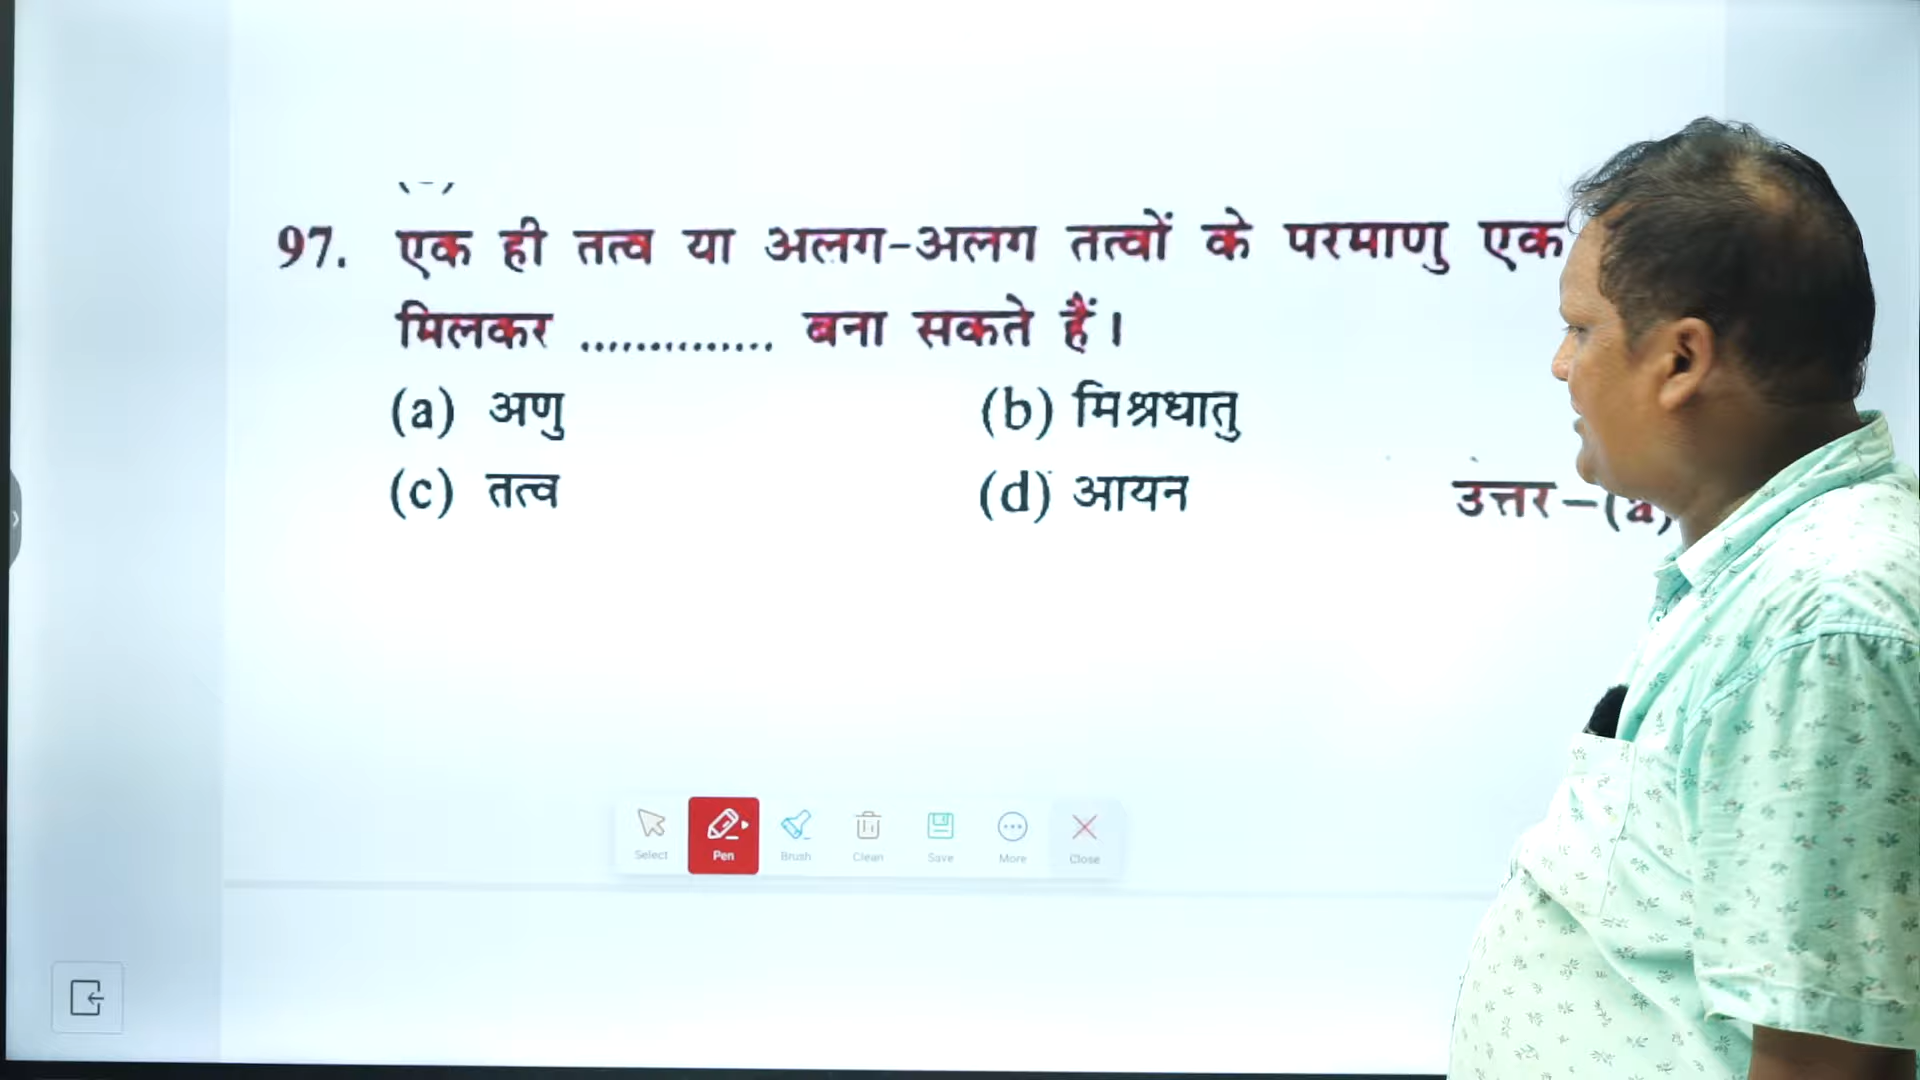 97. एक ही तत्व या अलग-अलग तत्वों के परमाणु एक
मिलकर .............. बना सकते हैं।
(a) अणु (b) मिश्रधातु
(c) तत्व (d) आयन
उत्तर–(a)
Select Pen Brush Clean Save More Close